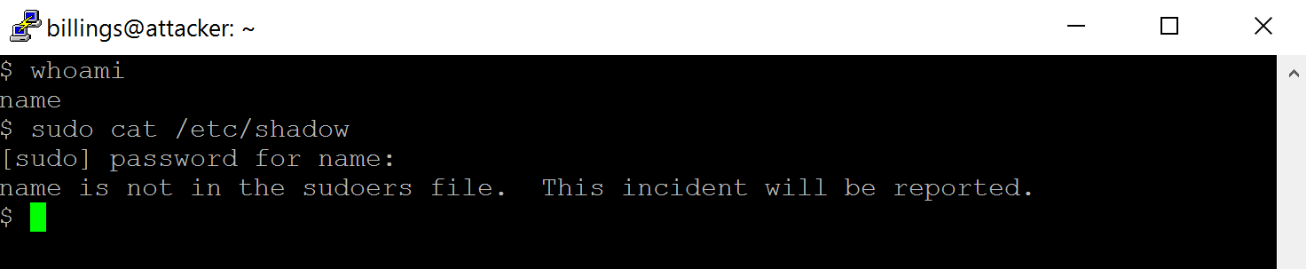 billings@attacker: ~
$ whoami
name
$ sudo cat /etc/shadow
[sudo] password for name:
name is not in the sudoers file.  This incident will be reported.
$